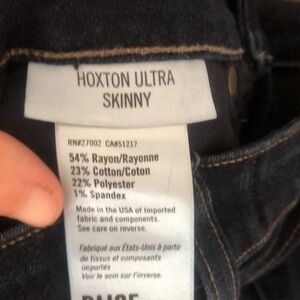 HOXTON ULTRA
SKINNY
RN#27002 CA#51217
54% Rayon/Rayonne
23% Cotton/Coton
22% Polyester
1% Spandex
Made in the USA of Imported
fabric and components.
See care on reverse.
Fabriqué aux États-Unis à partir
de tissus et composants
importés
Voir le soin sur l'inverse.
PAIGE